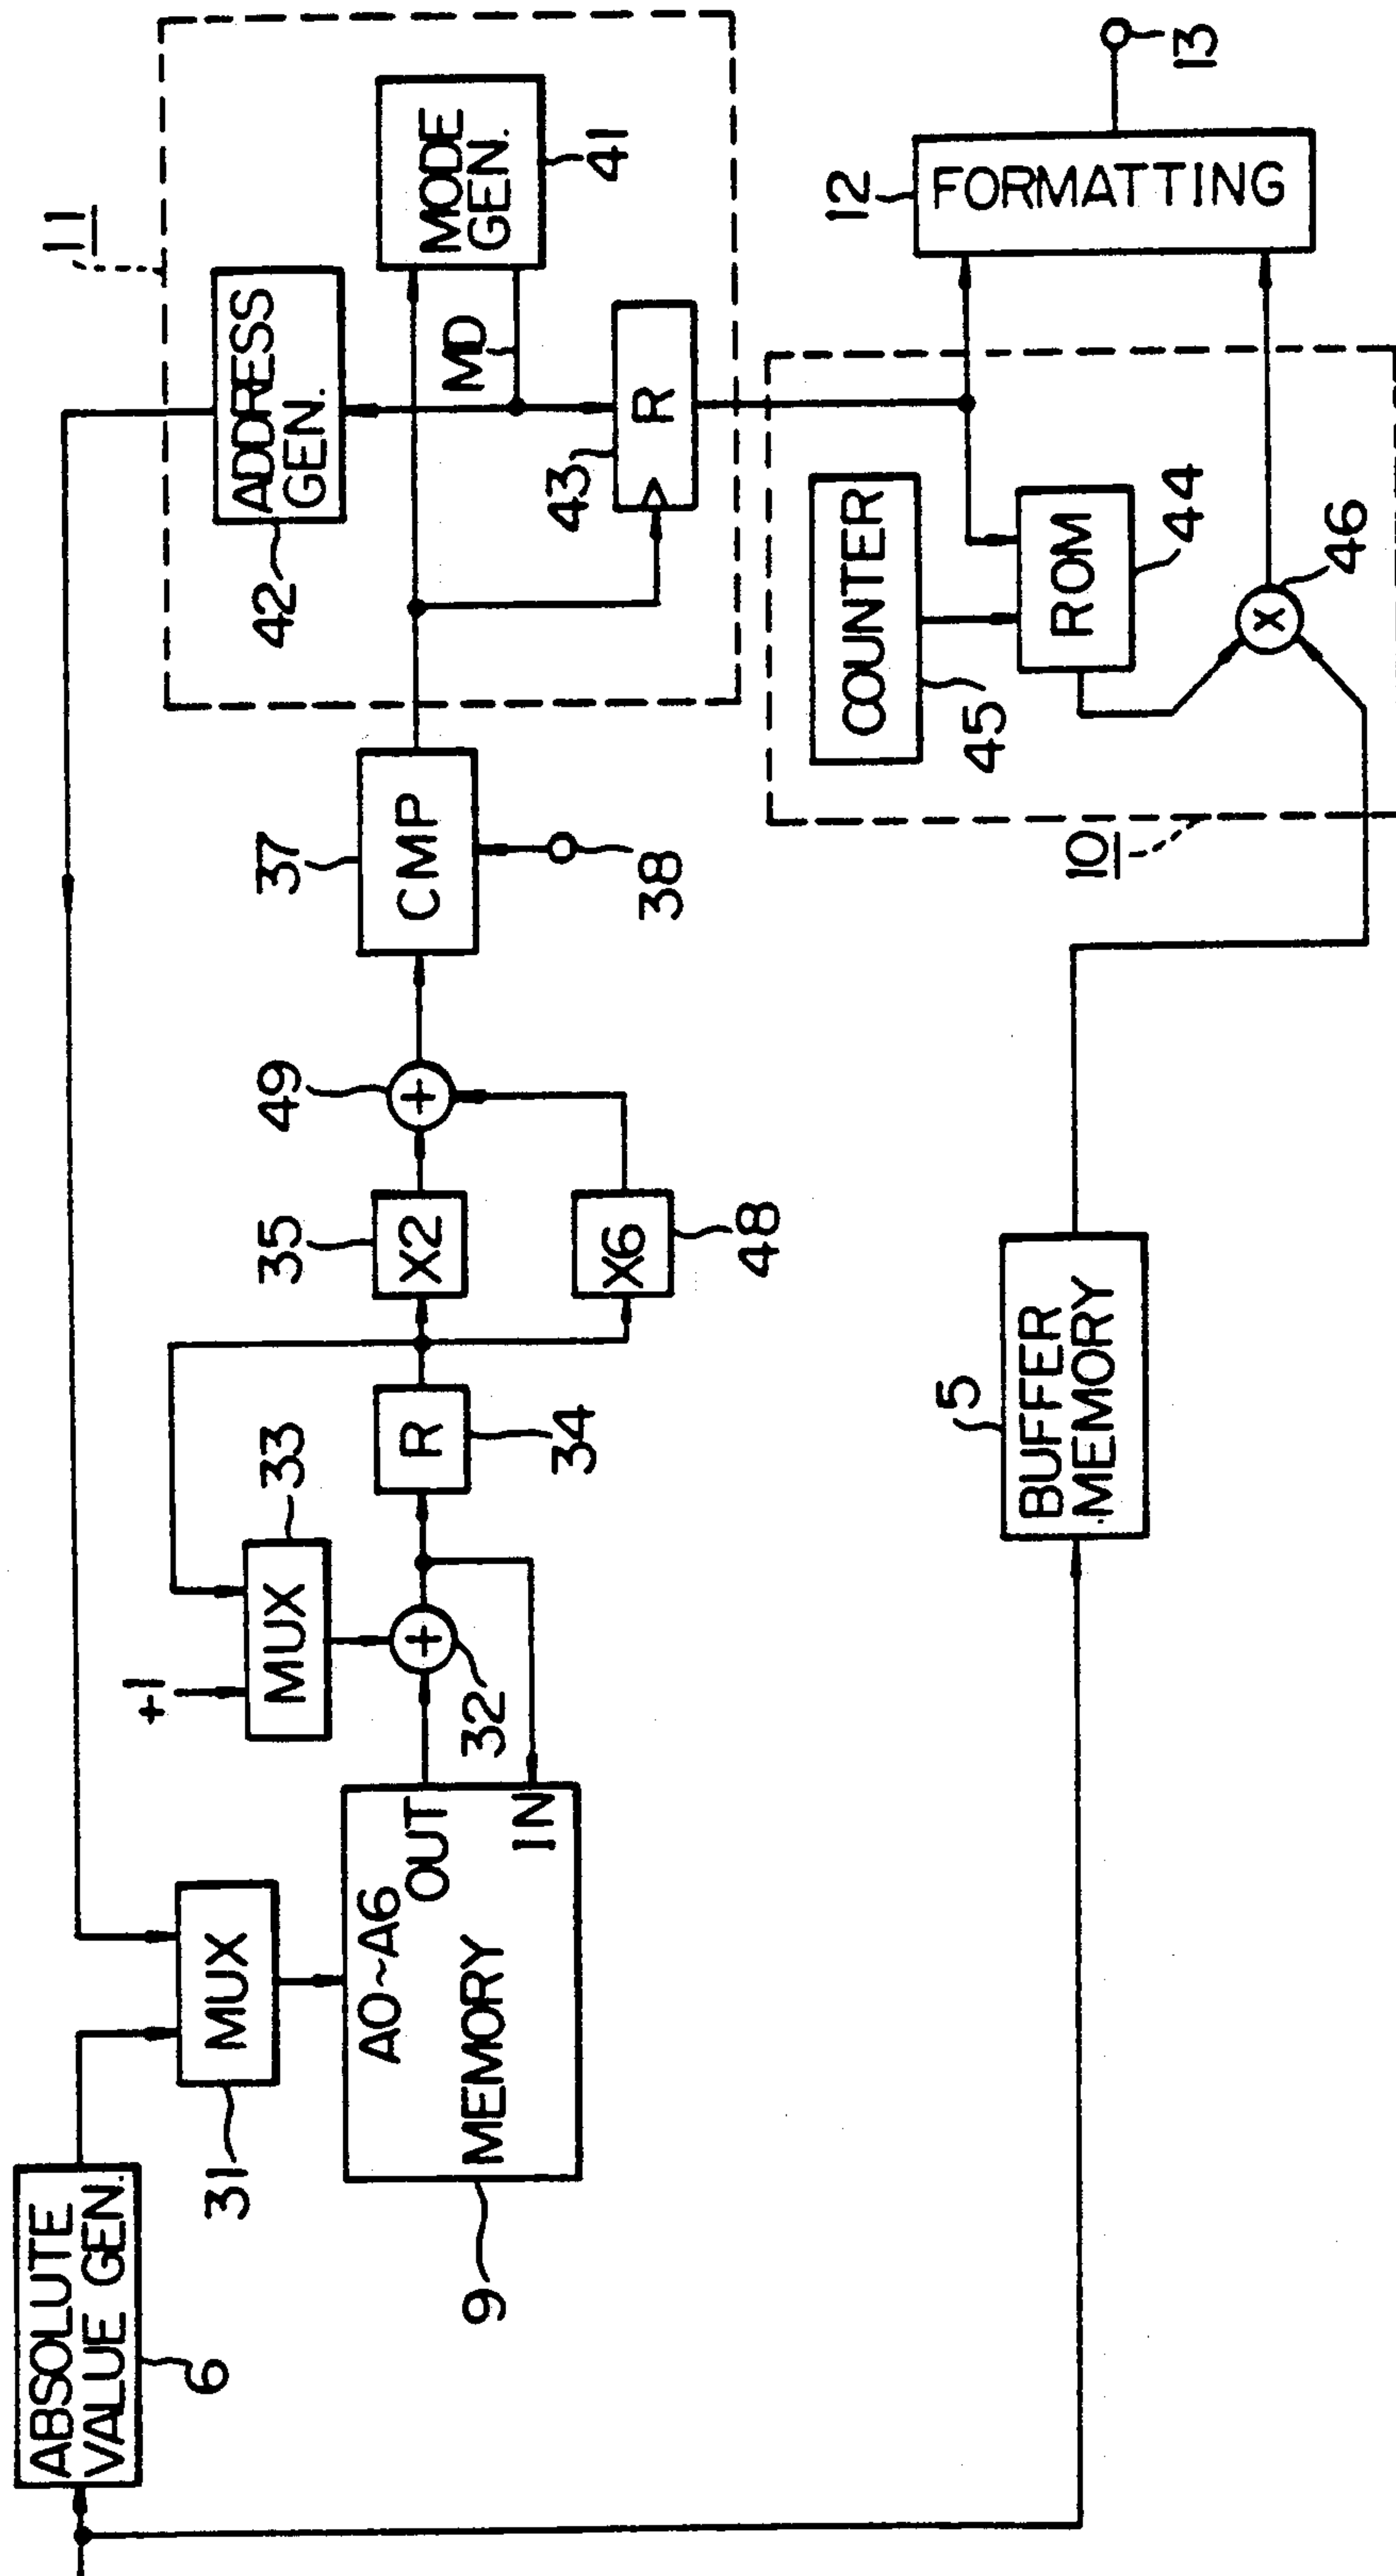 ABSOLUTE
VALUE GEN.
6
MUX
31
A0~A6
OUT
MEMORY
IN
9
+1
MUX
33
+
32
R
34
X2
35
X6
48
+
49
CMP
37
38
11
ADDRESS
GEN.
42
MODE
GEN.
41
MD
R
43
BUFFER
MEMORY
5
10
COUNTER
45
ROM
44
X
46
12
FORMATTING
13